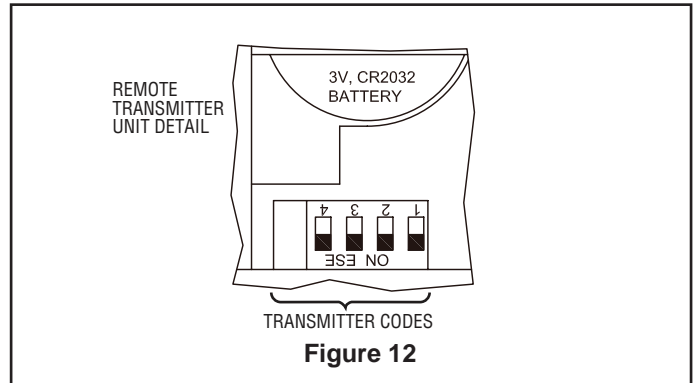 REMOTE
TRANSMITTER
UNIT DETAIL
3V, CR2032
BATTERY
1 2 3 4
ON ESE
TRANSMITTER CODES
Figure 12